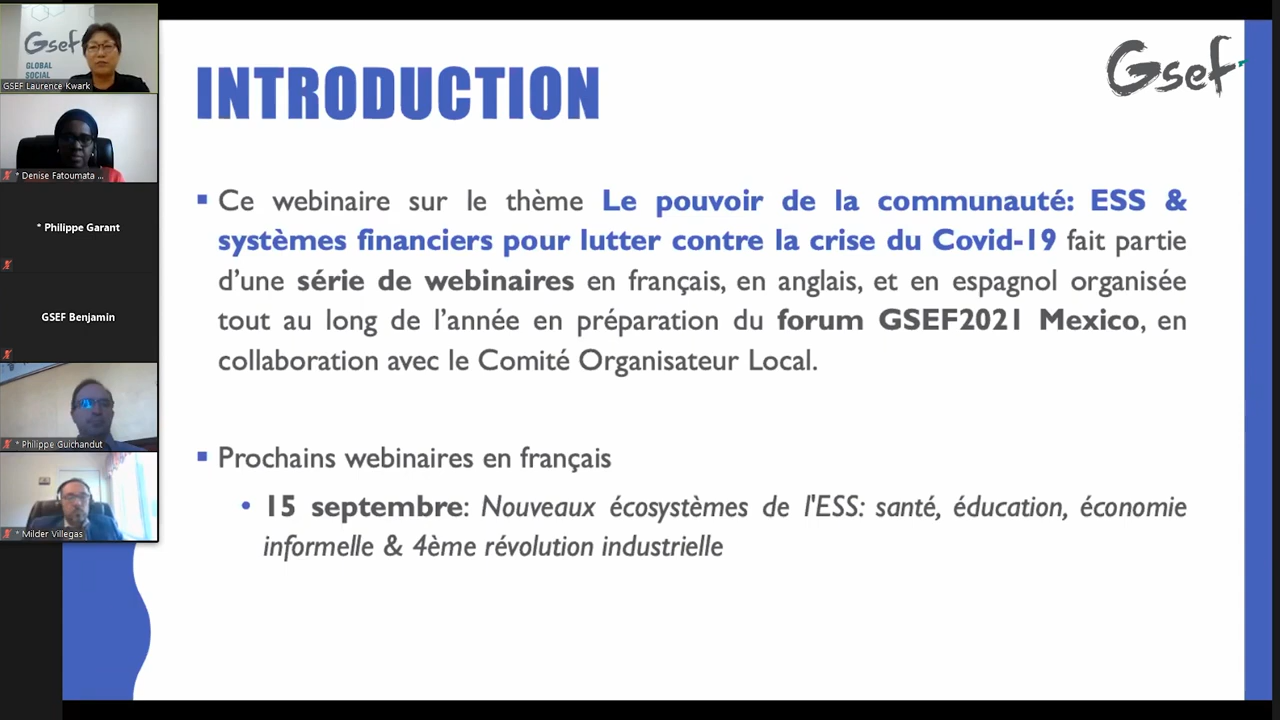 Gsef
GLOBAL
SOCIAL
GSEF Laurence Kwark
* Denise Fatoumata ...
* Philippe Garant
GSEF Benjamin
* Philippe Guichandut
* Milder Villegas
Gsef
INTRODUCTION
Ce webinaire sur le thème Le pouvoir de la communauté: ESS &
systèmes financiers pour lutter contre la crise du Covid-19 fait partie
d’une série de webinaires en français, en anglais, et en espagnol organisée
tout au long de l’année en préparation du forum GSEF2021 Mexico, en
collaboration avec le Comité Organisateur Local.
Prochains webinaires en français
15 septembre: Nouveaux écosystèmes de l'ESS: santé, éducation, économie
informelle & 4ème révolution industrielle